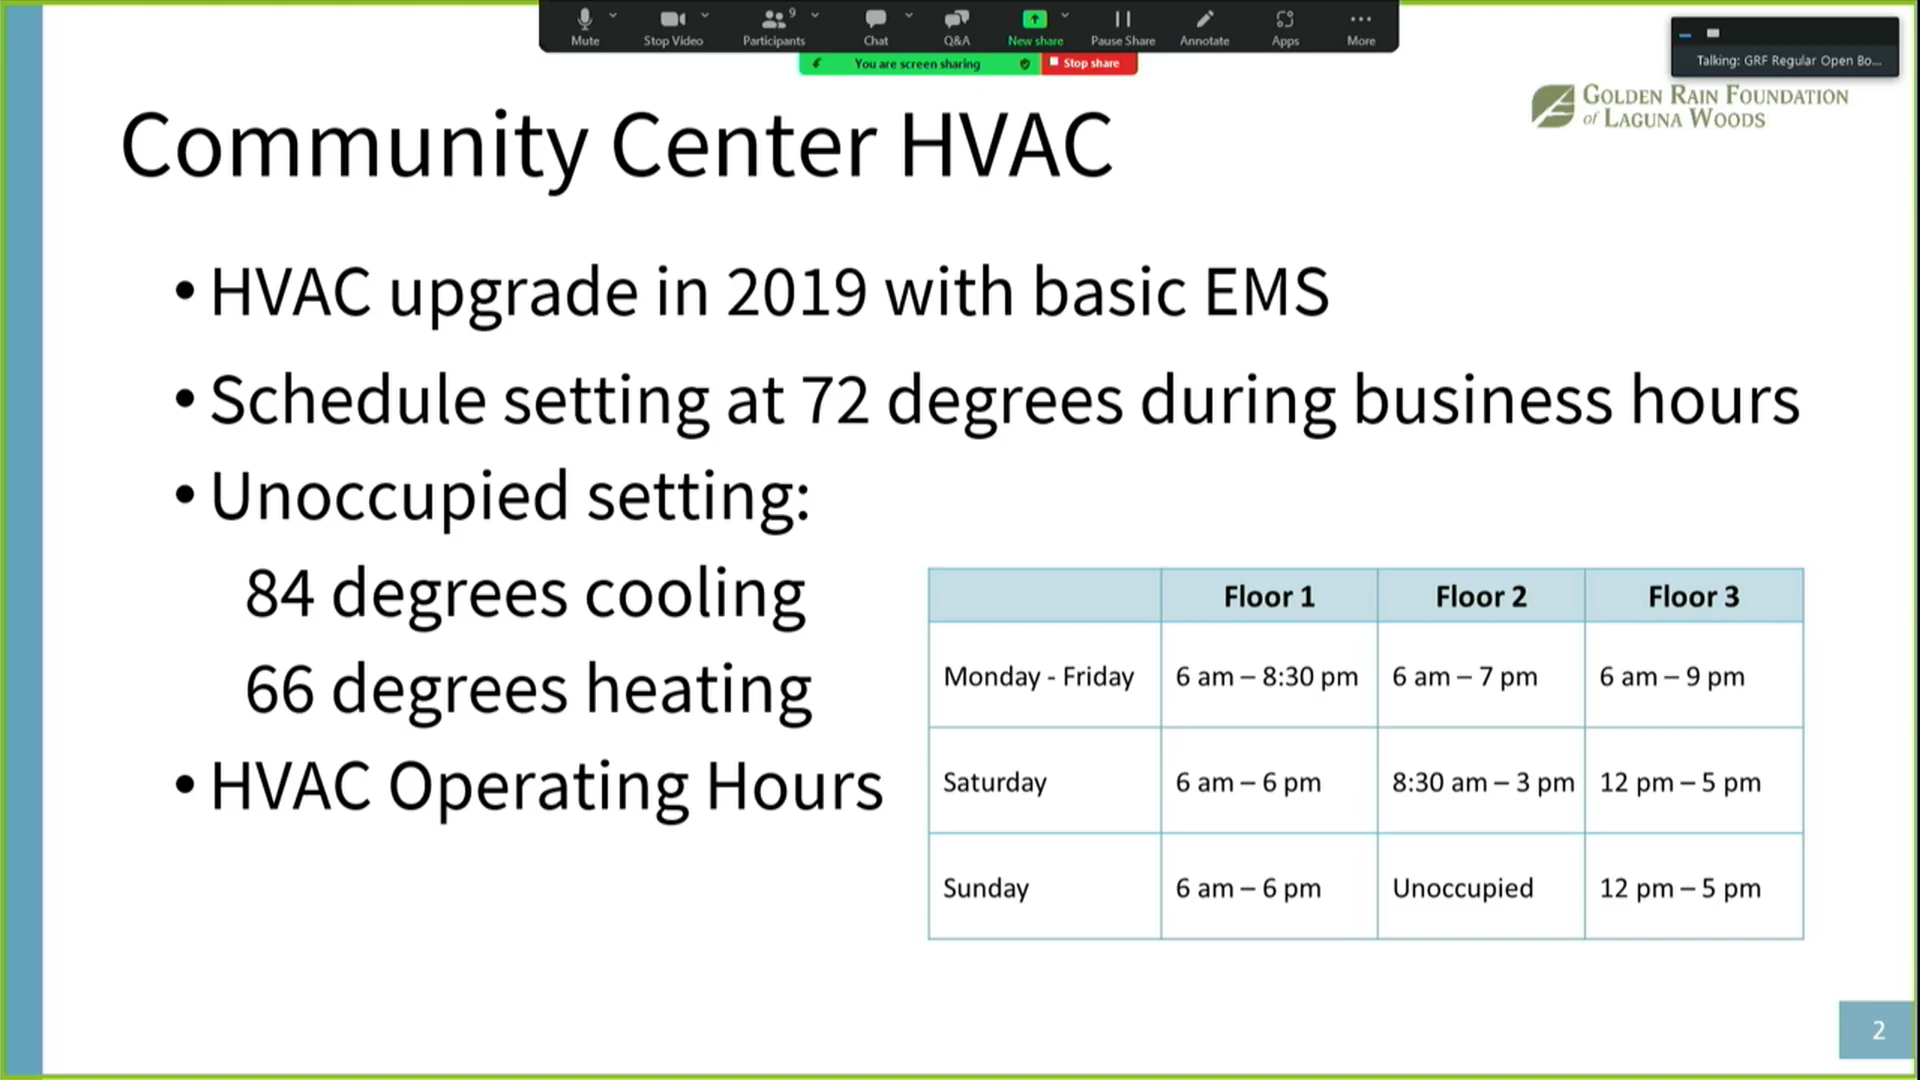 Mute
Stop Video
9
Participants
Chat
Q&A
New share
Pause Share
Annotate
Apps
More
You are screen sharing
Stop share
Talking: GRF Regular Open Bo...
GOLDEN RAIN FOUNDATION
of LAGUNA WOODS
Community Center HVAC
• HVAC upgrade in 2019 with basic EMS
• Schedule setting at 72 degrees during business hours
• Unoccupied setting:
84 degrees cooling
66 degrees heating
• HVAC Operating Hours
Floor 1 Floor 2 Floor 3
Monday - Friday 6 am – 8:30 pm 6 am – 7 pm 6 am – 9 pm
Saturday 6 am – 6 pm 8:30 am – 3 pm 12 pm – 5 pm
Sunday 6 am – 6 pm Unoccupied 12 pm – 5 pm
2